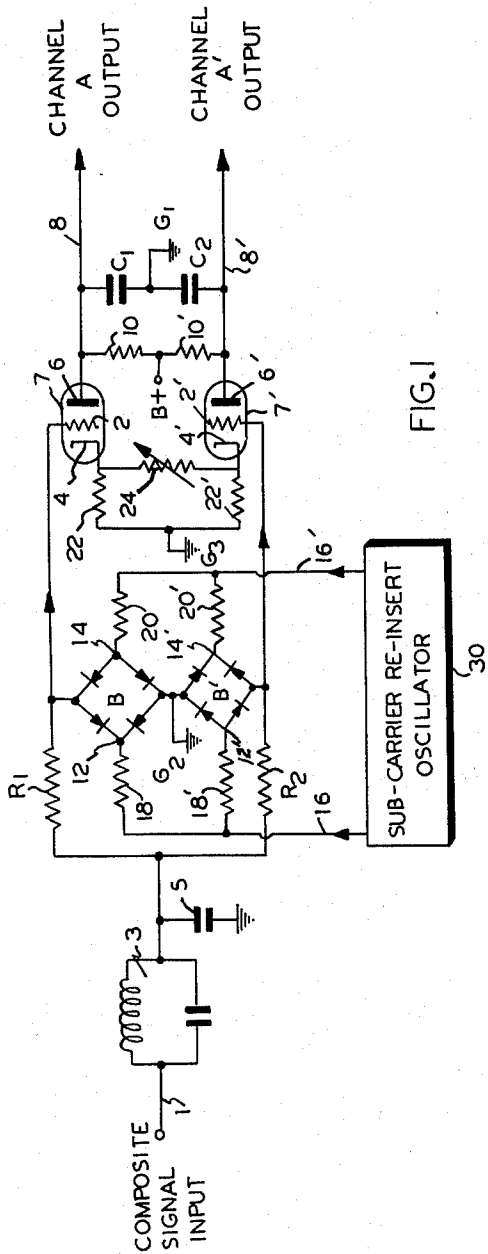 COMPOSITE
SIGNAL
INPUT
1
3
5
R1
R2
12
14
B
18
20
G2
12'
14'
B'
18'
20'
16
16'
SUB-CARRIER RE-INSERT
OSCILLATOR
30
G3
22
22'
24
4
2
6
7
4'
2'
6'
7'
10
10'
B+
C1
C2
G1
8
8'
CHANNEL
A
OUTPUT
CHANNEL
A'
OUTPUT
FIG.1